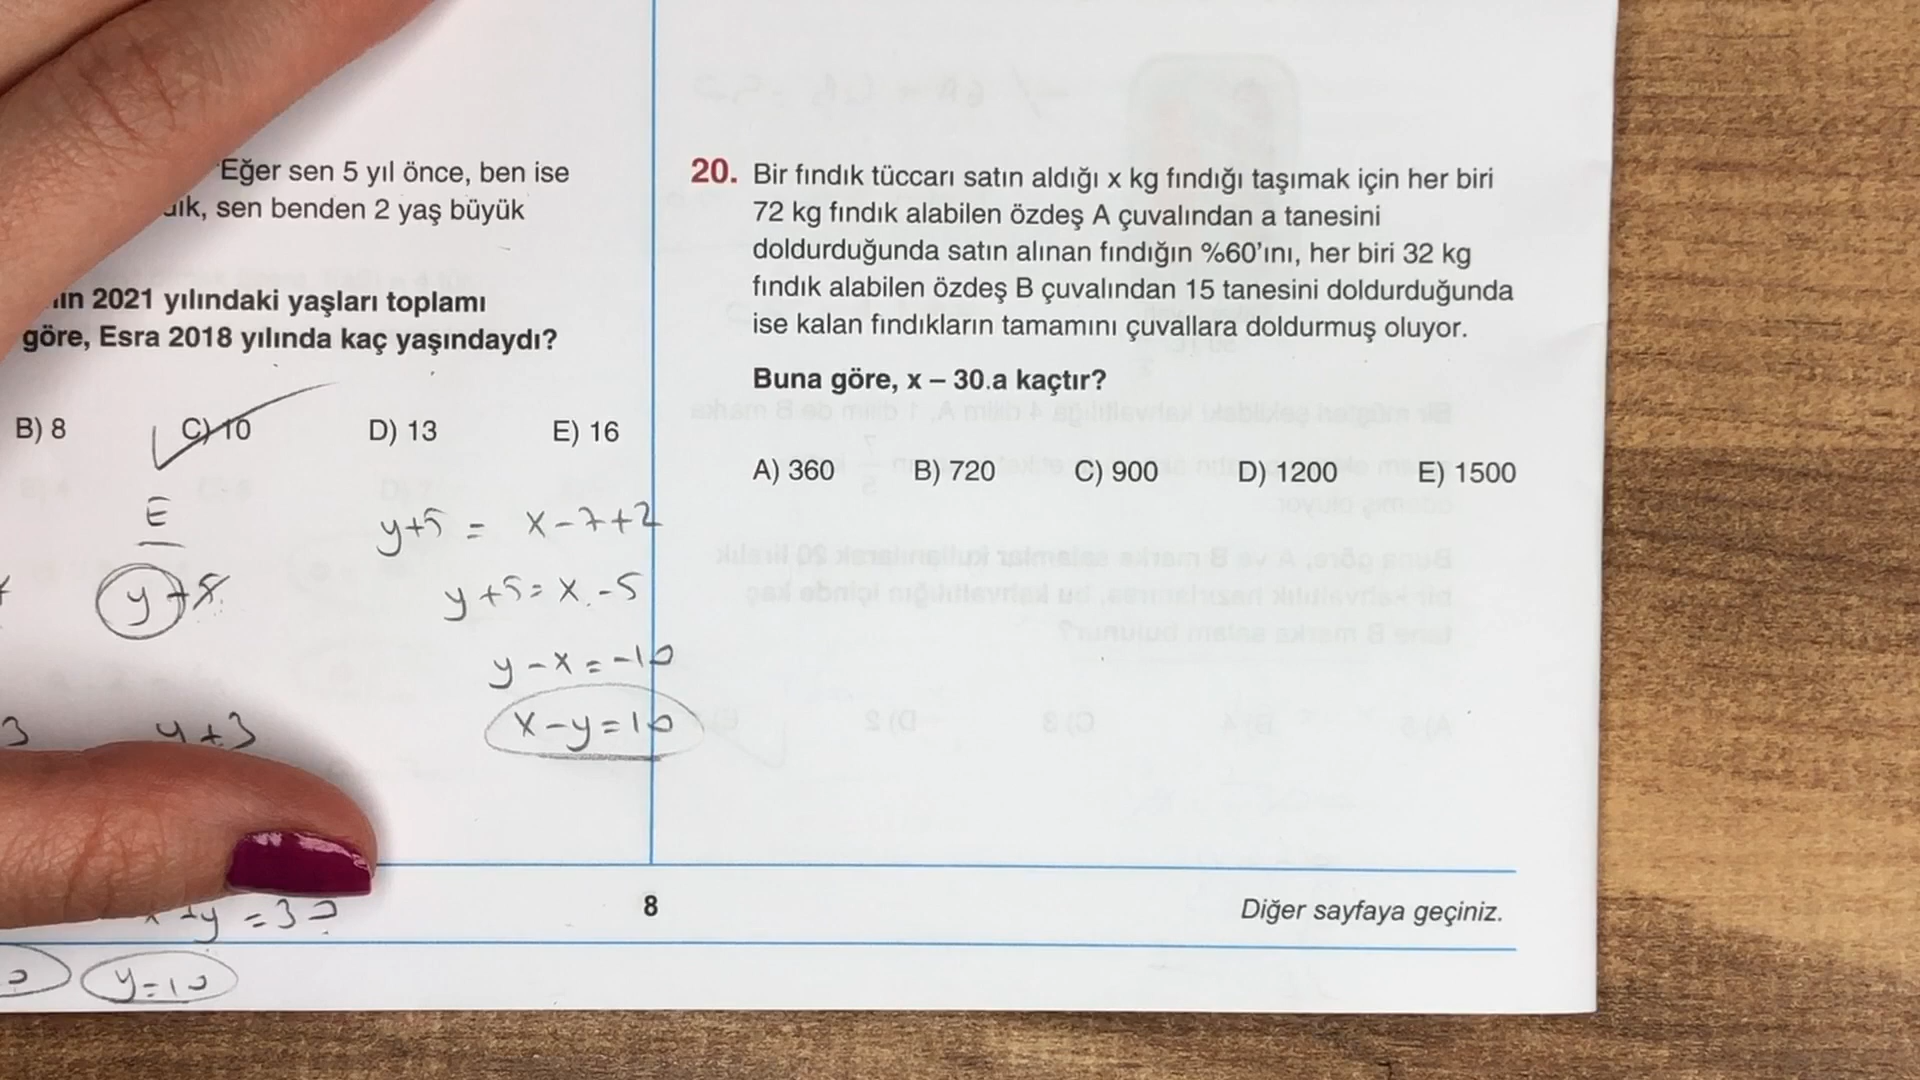 Eğer sen 5 yıl önce, ben ise
sen benden 2 yaş büyük
2021 yılındaki yaşları toplamı
göre, Esra 2018 yılında kaç yaşındaydı?
B) 8 C) 10 D) 13 E) 16
E
y+5
y+5 = x-7+2
y+5=x-5
y-x=-10
x-y=10
3 y+3
+y =30
y=10
20. Bir fındık tüccarı satın aldığı x kg fındığı taşımak için her biri
72 kg fındık alabilen özdeş A çuvalından a tanesini
doldurduğunda satın alınan fındığın %60'ını, her biri 32 kg
fındık alabilen özdeş B çuvalından 15 tanesini doldurduğunda
ise kalan fındıkların tamamını çuvallara doldurmuş oluyor.
Buna göre, x – 30.a kaçtır?
A) 360 B) 720 C) 900 D) 1200 E) 1500
8
Diğer sayfaya geçiniz.